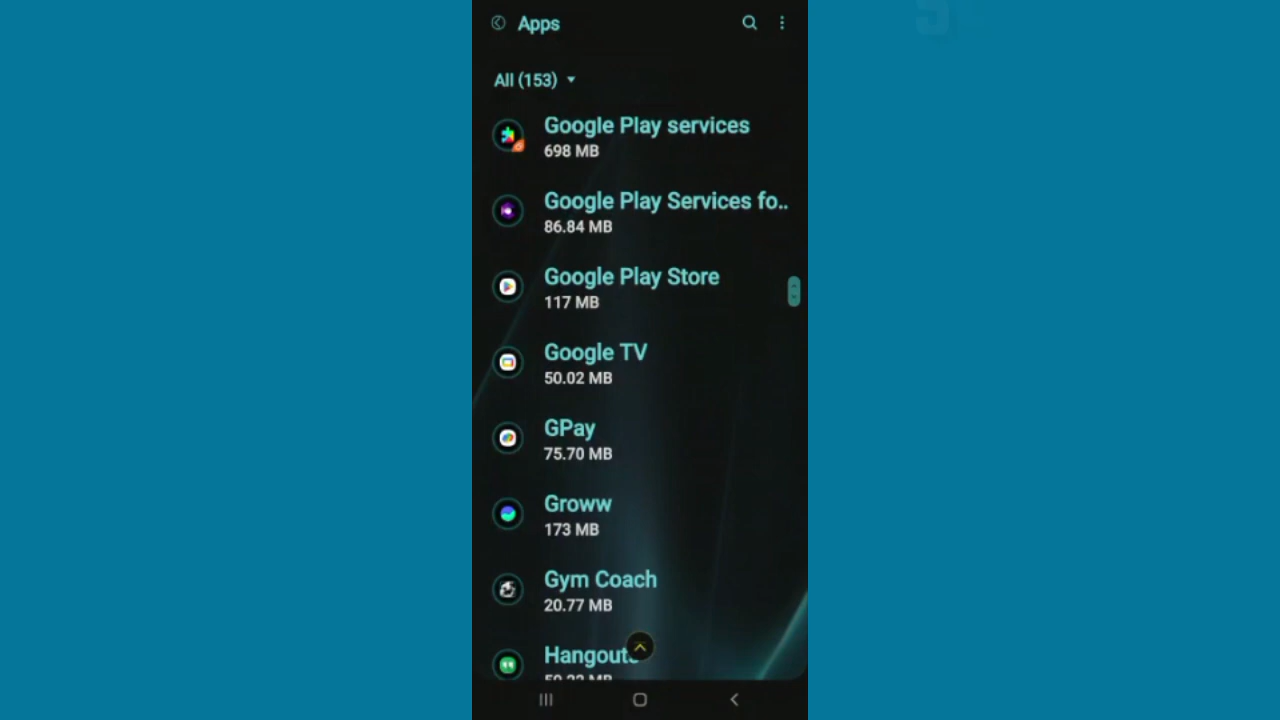 Apps
All (153)
Google Play services
698 MB
Google Play Services fo..
86.84 MB
Google Play Store
117 MB
Google TV
50.02 MB
GPay
75.70 MB
Groww
173 MB
Gym Coach
20.77 MB
Hangouts